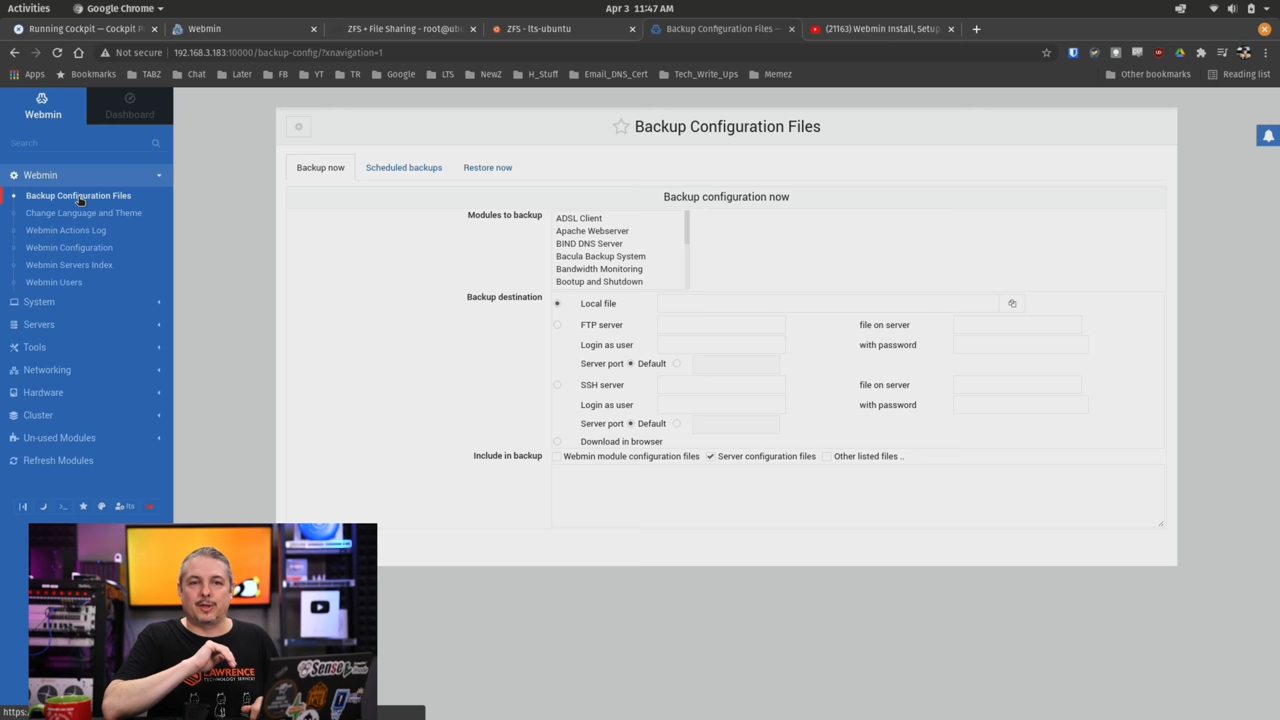 Activities
Google Chrome
Apr 3 11:47 AM
Running Cockpit — Cockpit P
Webmin
ZFS • File Sharing - root@ub
ZFS - lts-ubuntu
Backup Configuration Files —
(21163) Webmin Install, Setup
Not secure
192.168.3.183:10000/backup-config/?xnavigation=1
Apps
Bookmarks
TABZ
Chat
Later
FB
YT
TR
Google
LTS
NewZ
H_Stuff
Email_DNS_Cert
Tech_Write_Ups
Memez
Other bookmarks
Reading list
Webmin
Dashboard
Search
Webmin
Backup Configuration Files
Change Language and Theme
Webmin Actions Log
Webmin Configuration
Webmin Servers Index
Webmin Users
System
Servers
Tools
Networking
Hardware
Cluster
Un-used Modules
Refresh Modules
lts
Backup Configuration Files
Backup now
Scheduled backups
Restore now
Backup configuration now
Modules to backup
ADSL Client
Apache Webserver
BIND DNS Server
Bacula Backup System
Bandwidth Monitoring
Bootup and Shutdown
Backup destination
Local file
FTP server
file on server
Login as user
with password
Server port
Default
SSH server
file on server
Login as user
with password
Server port
Default
Download in browser
Include in backup
Webmin module configuration files
Server configuration files
Other listed files ..
LAWRENCE
TECHNOLOGY SERVICES
Sense
https: